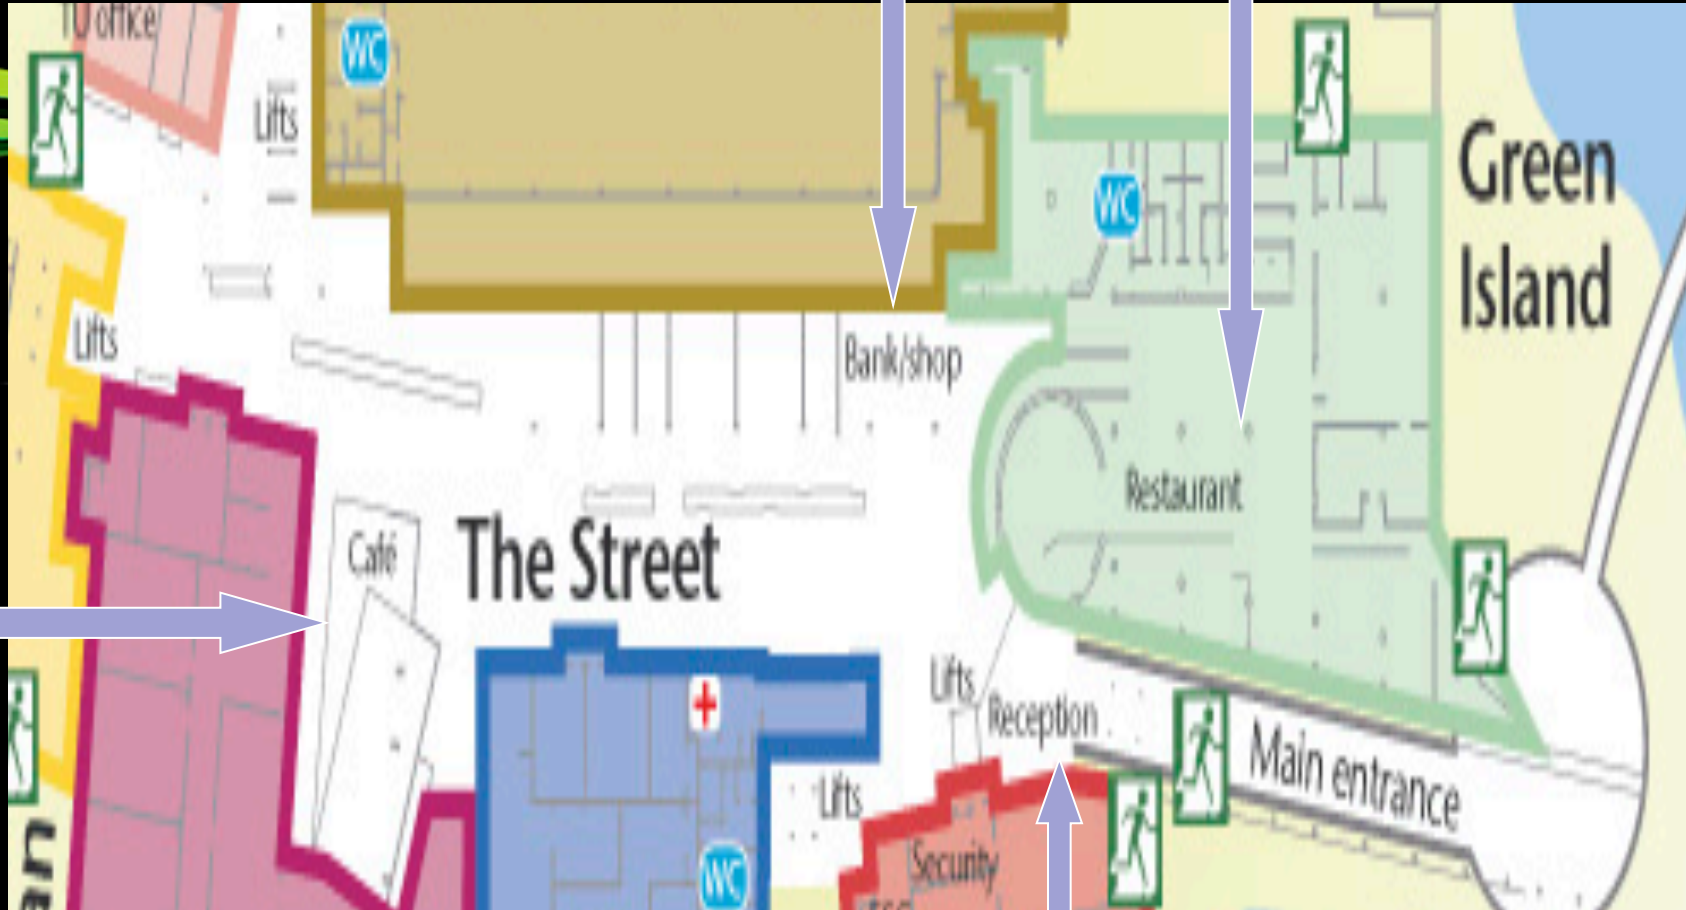 TU office
WC
Lifts
Green
Island
WC
Lifts
Bank/shop
Restaurant
Café
The Street
Lifts
Reception
Main entrance
Lifts
Security
WC